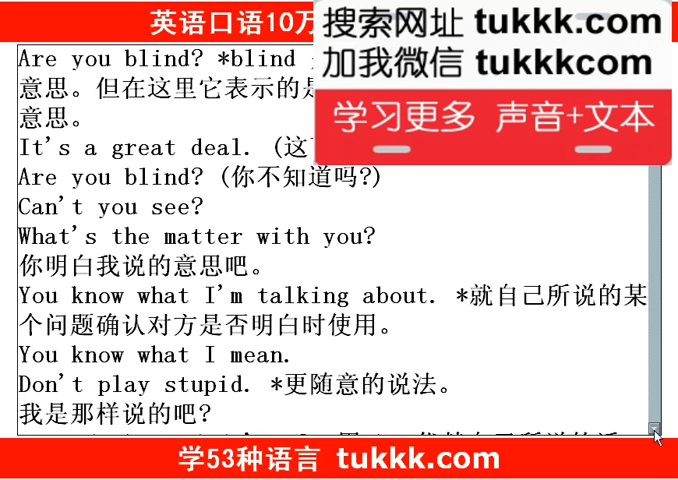 英语口语10万
搜索网址 tukkk.com
加我微信 tukkkcom
学习更多 声音+文本
Are you blind? *blind
意思。但在这里它表示的是
意思。
It's a great deal. (这
Are you blind? (你不知道吗?)
Can't you see?
What's the matter with you?
你明白我说的意思吧。
You know what I'm talking about. *就自己所说的某
个问题确认对方是否明白时使用。
You know what I mean.
Don't play stupid. *更随意的说法。
我是那样说的吧?
学53种语言 tukkk.com